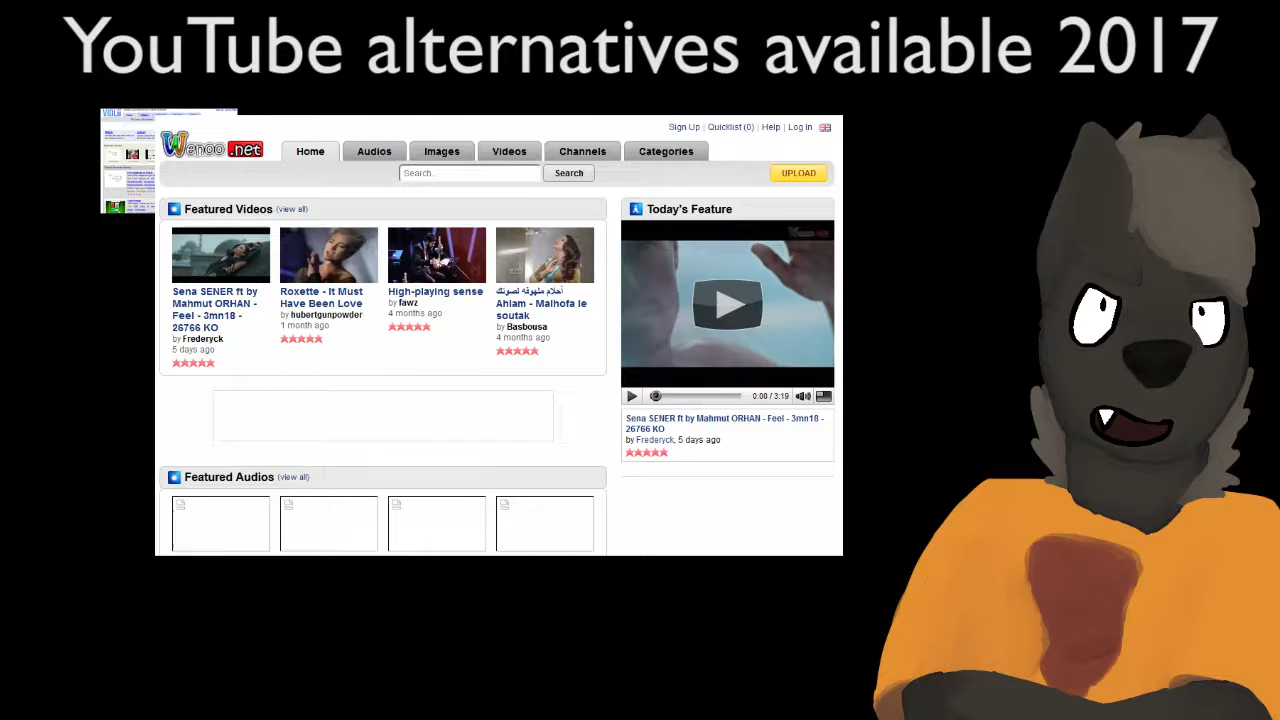 YouTube alternatives available 2017
Sign Up | Quicklist (0) | Help | Log In
Wenoo.net
Home
Audios
Images
Videos
Channels
Categories
Search..
Search
UPLOAD
Featured Videos (view all)
Sena SENER ft by
Mahmut ORHAN -
Feel - 3mn18 -
26766 KO
by Frederyck
5 days ago
Roxette - It Must
Have Been Love
by hubertgunpowder
1 month ago
High-playing sense
by fawz
4 months ago
أحلام ملهوفه لصوتك
Ahlam - Malhofa le
soutak
by Basbousa
4 months ago
Today's Feature
0:00 / 3:19
Sena SENER ft by Mahmut ORHAN - Feel - 3mn18 -
26766 KO
by Frederyck, 5 days ago
Featured Audios (view all)